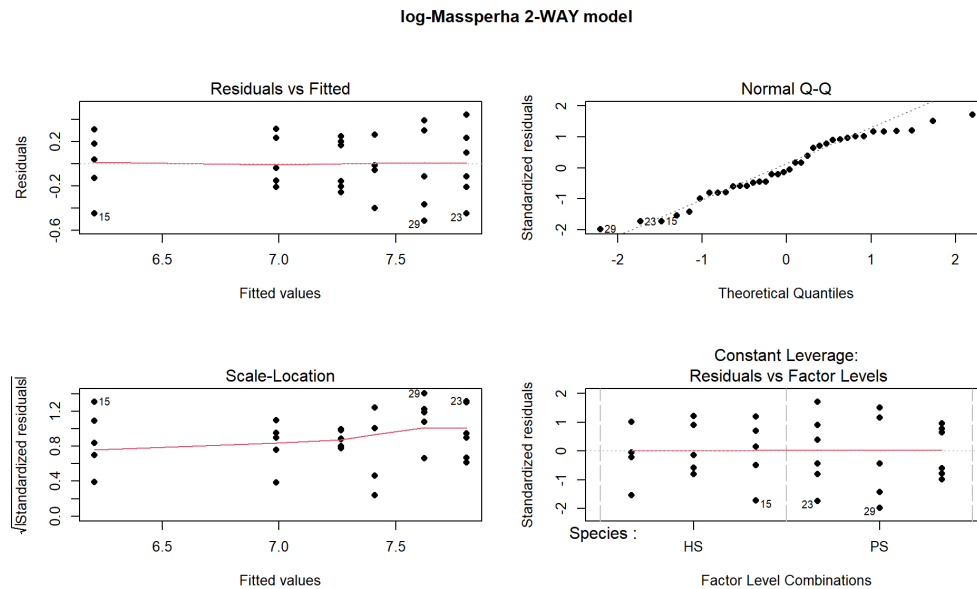 log-Massperha 2-WAY model
Residuals vs Fitted
Residuals
0.2
-0.2
-0.6
15
29
23
6.5 7.0 7.5
Fitted values
Normal Q-Q
Standardized residuals
2
1
0
-1
-2
29
23
15
-2 -1 0 1 2
Theoretical Quantiles
Scale-Location
√|Standardized residuals|
1.2
0.8
0.4
0.0
15
29
23
6.5 7.0 7.5
Fitted values
Constant Leverage:
Residuals vs Factor Levels
Standardized residuals
2
1
0
-1
-2
15
23
29
Species :
HS PS
Factor Level Combinations